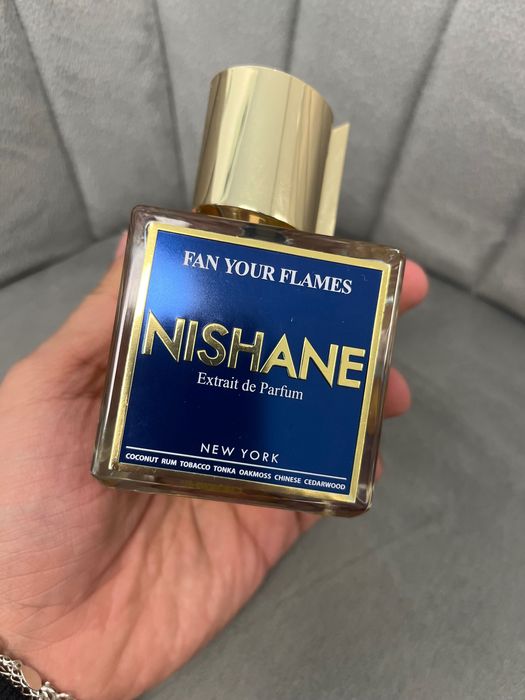 FAN YOUR FLAMES
NISHANE
Extrait de Parfum
NEW YORK
COCONUT RUM TOBACCO TONKA OAKMOSS CHINESE CEDARWOOD